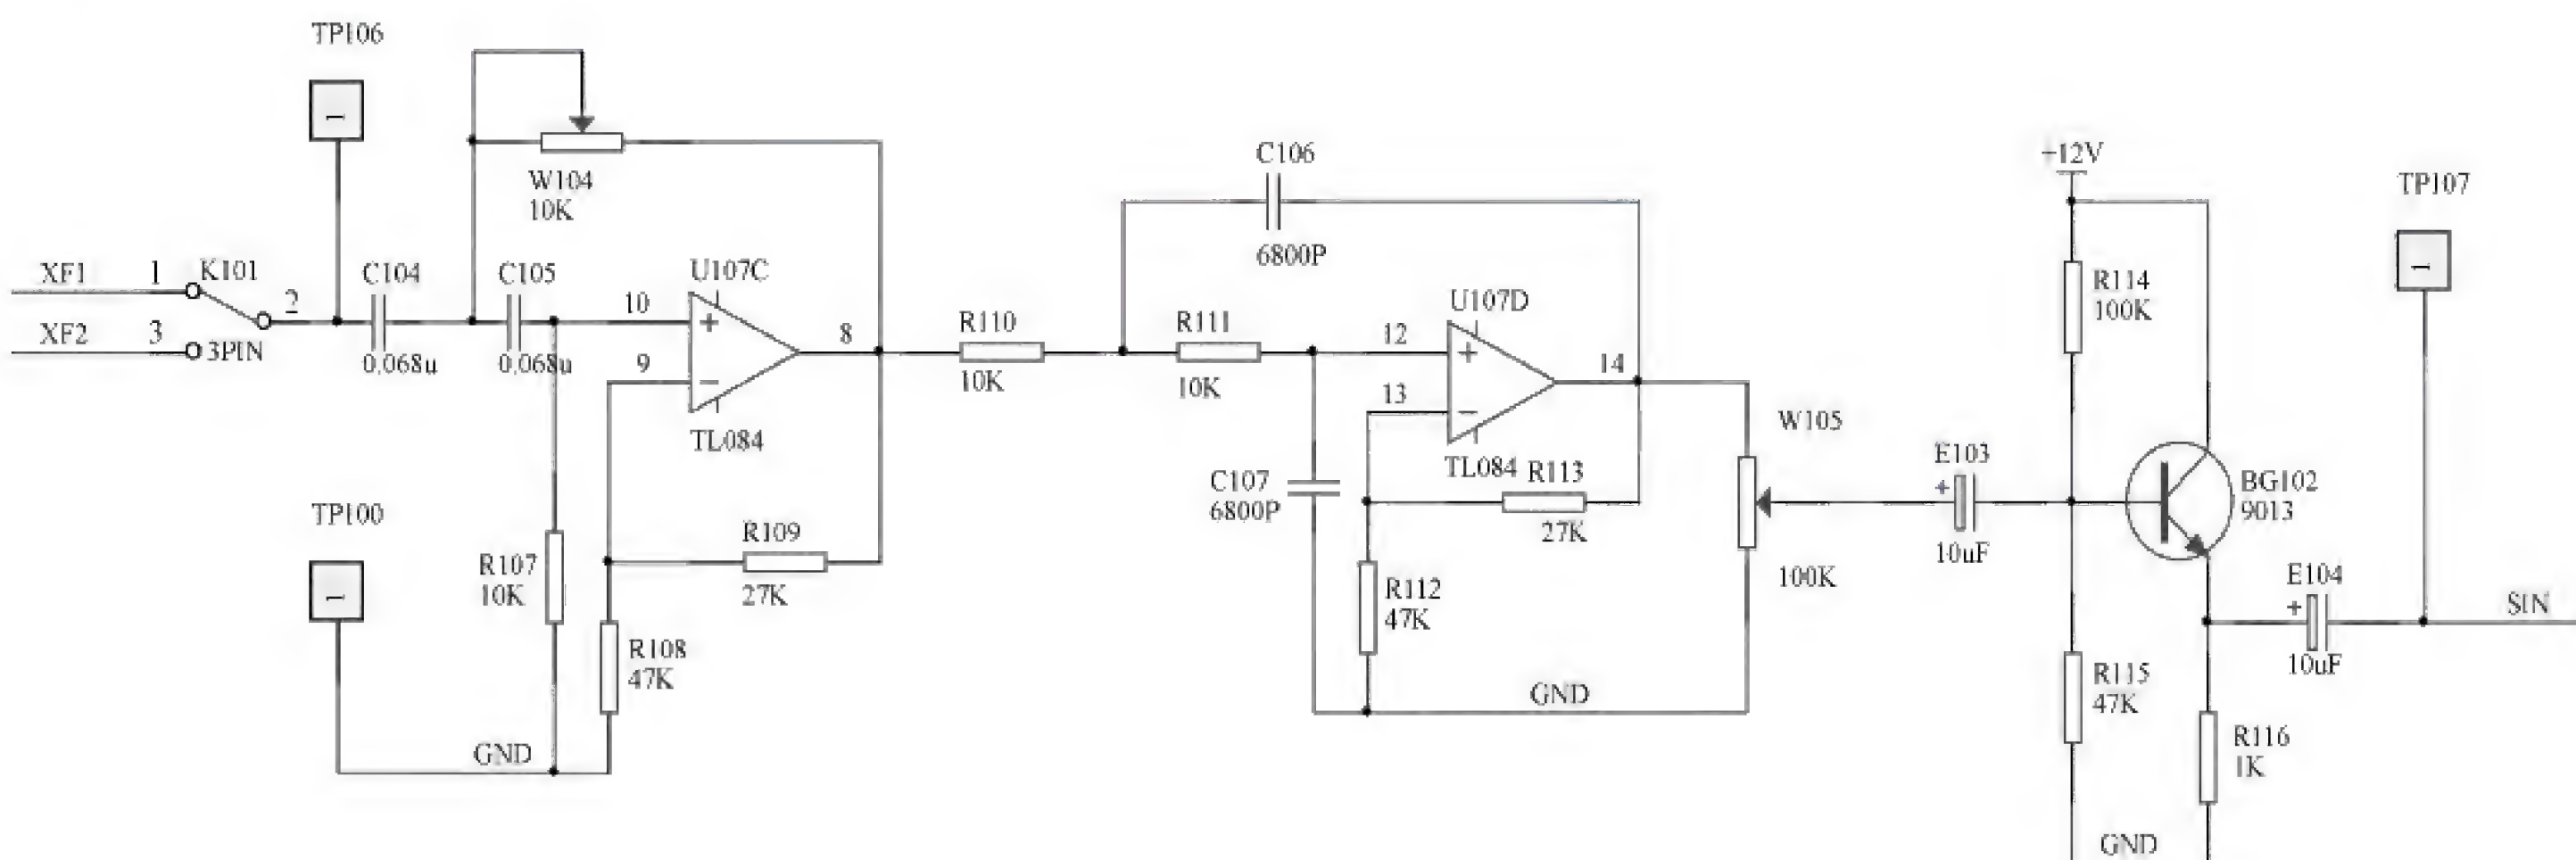 TP106
1
W104
10K
XF1
1
K101
2
XF2
3
3PIN
C104
0.068u
C105
0.068u
10
9
U107C
+
−
TL084
8
TP100
1
R107
10K
R109
27K
R108
47K
GND
R110
10K
R111
10K
C106
6800P
12
13
U107D
+
−
TL084
14
C107
6800P
R113
27K
R112
47K
GND
W105
100K
E103
+
10uF
+12V
R114
100K
R115
47K
BG102
9013
TP107
1
E104
+
10uF
SIN
R116
1K
GND